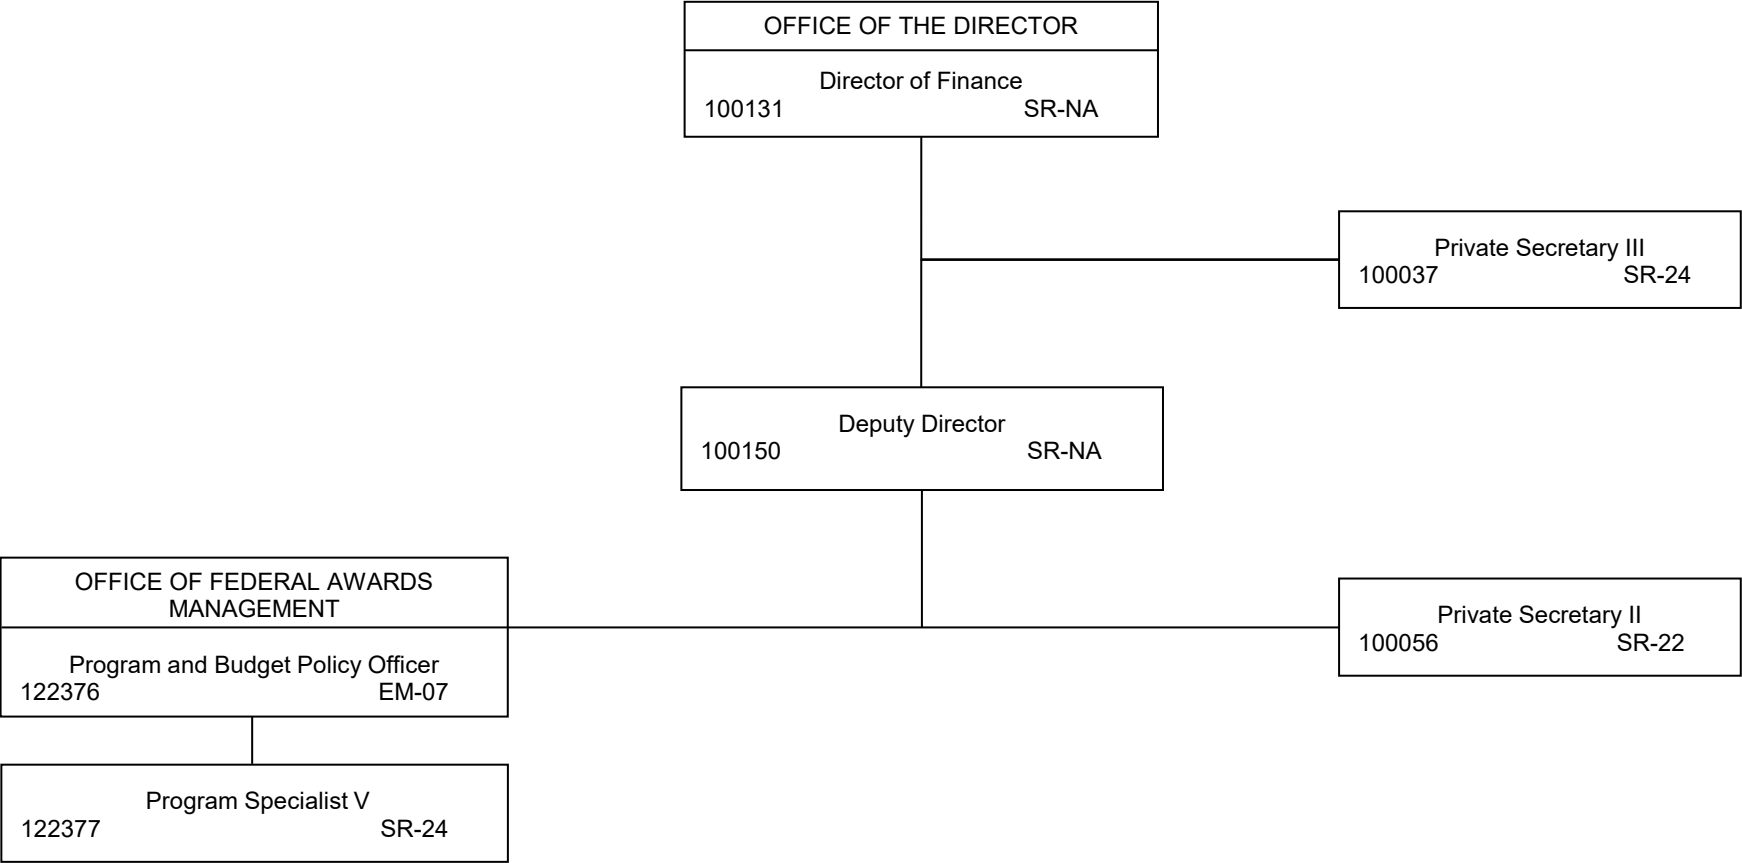 OFFICE OF THE DIRECTOR
Director of Finance
100131 SR-NA
Private Secretary III
100037 SR-24
Deputy Director
100150 SR-NA
OFFICE OF FEDERAL AWARDS
MANAGEMENT
Program and Budget Policy Officer
122376 EM-07
Private Secretary II
100056 SR-22
Program Specialist V
122377 SR-24